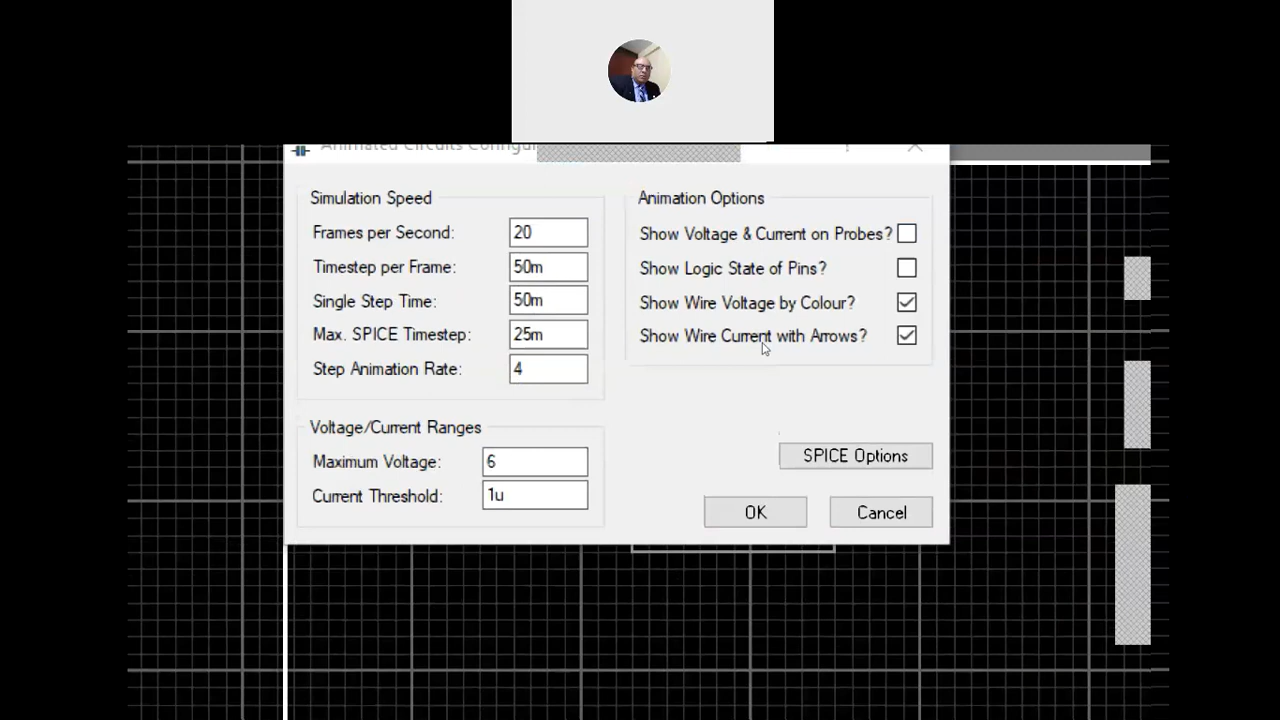 Animated Circuits Configur
Simulation Speed
Frames per Second: 20
Timestep per Frame: 50m
Single Step Time: 50m
Max. SPICE Timestep: 25m
Step Animation Rate: 4
Voltage/Current Ranges
Maximum Voltage: 6
Current Threshold: 1u
Animation Options
Show Voltage & Current on Probes?
Show Logic State of Pins?
Show Wire Voltage by Colour?
Show Wire Current with Arrows?
SPICE Options
OK Cancel